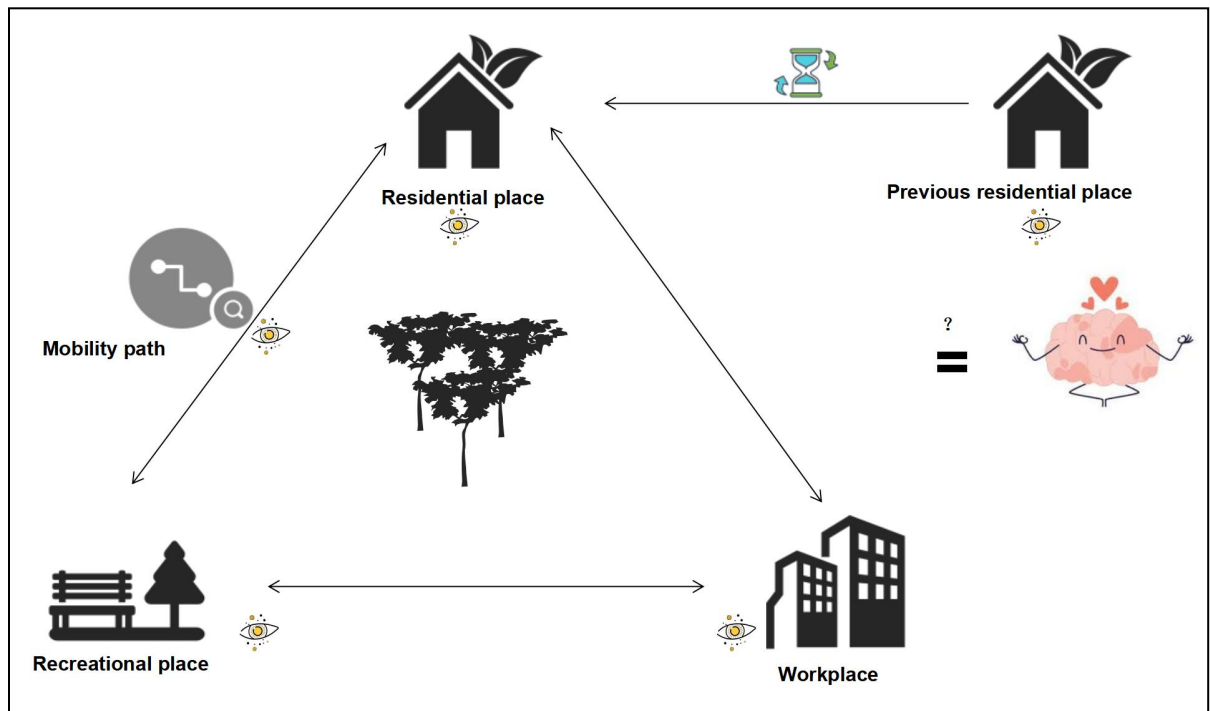 Residential place
Previous residential place
Mobility path
?
=
Recreational place
Workplace